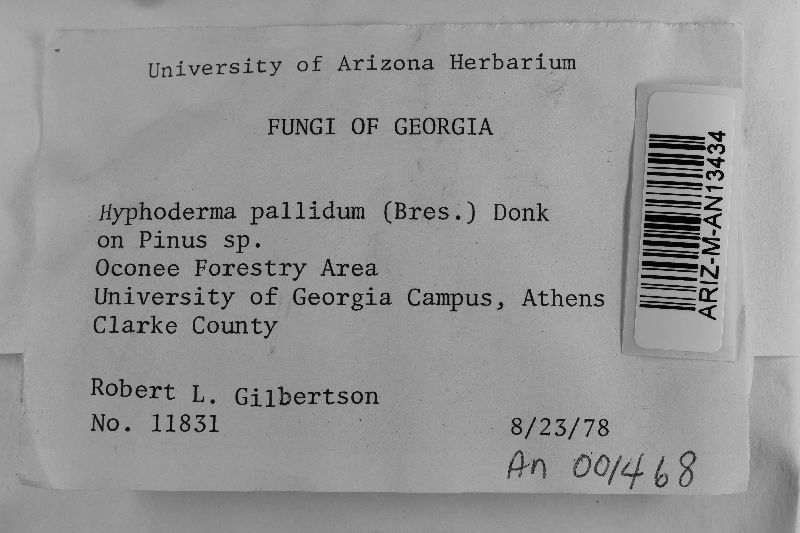 University of Arizona Herbarium
FUNGI OF GEORGIA
Hyphoderma pallidum (Bres.) Donk
on Pinus sp.
Oconee Forestry Area
University of Georgia Campus, Athens
Clarke County
Robert L. Gilbertson
No. 11831
8/23/78
An 001468
ARIZ-M-AN13434